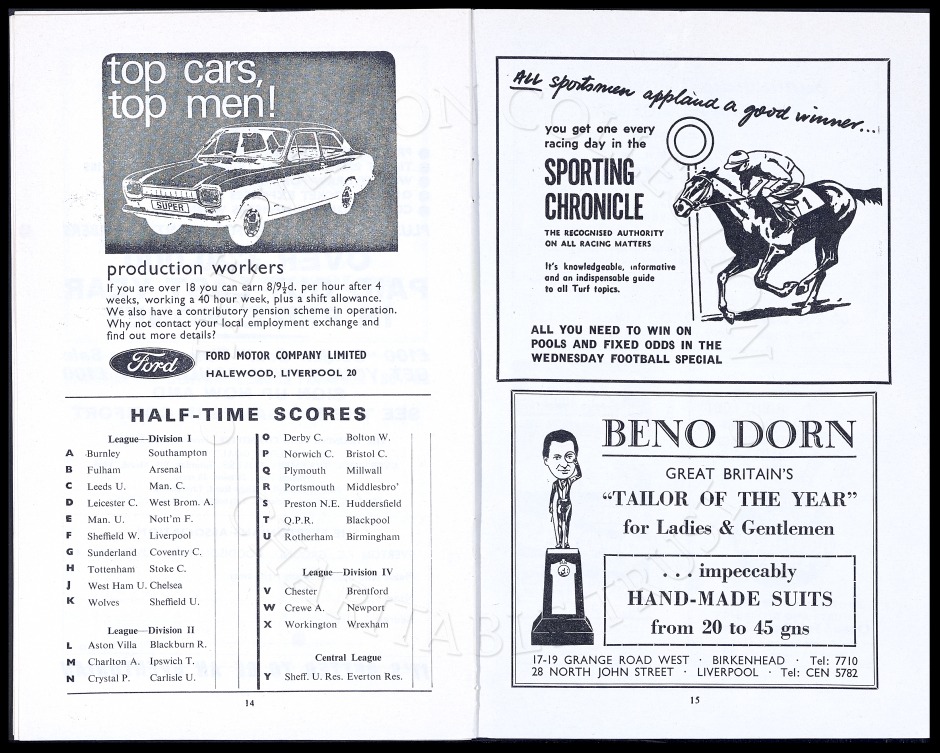 top cars,
top men!
SUPER
production workers
If you are over 18 you can earn 8/9½d. per hour after 4
weeks, working a 40 hour week, plus a shift allowance.
We also have a contributory pension scheme in operation.
Why not contact your local employment exchange and
find out more details?
Ford
FORD MOTOR COMPANY LIMITED
HALEWOOD, LIVERPOOL 20
HALF-TIME SCORES
League—Division I
A Burnley Southampton
B Fulham Arsenal
C Leeds U. Man. C.
D Leicester C. West Brom. A.
E Man. U. Nott'm F.
F Sheffield W. Liverpool
G Sunderland Coventry C.
H Tottenham Stoke C.
J West Ham U. Chelsea
K Wolves Sheffield U.
League—Division II
L Aston Villa Blackburn R.
M Charlton A. Ipswich T.
N Crystal P. Carlisle U.
O Derby C. Bolton W.
P Norwich C. Bristol C.
Q Plymouth Millwall
R Portsmouth Middlesbro'
S Preston N.E. Huddersfield
T Q.P.R. Blackpool
U Rotherham Birmingham
League—Division IV
V Chester Brentford
W Crewe A. Newport
X Workington Wrexham
Central League
Y Sheff. U. Res. Everton Res.
14
ALL sportsmen applaud a good winner...
you get one every
racing day in the
SPORTING
CHRONICLE
THE RECOGNISED AUTHORITY
ON ALL RACING MATTERS
It's knowledgeable, informative
and an indispensable guide
to all Turf topics.
1
ALL YOU NEED TO WIN ON
POOLS AND FIXED ODDS IN THE
WEDNESDAY FOOTBALL SPECIAL
BENO DORN
GREAT BRITAIN'S
"TAILOR OF THE YEAR"
for Ladies & Gentlemen
. . . impeccably
HAND-MADE SUITS
from 20 to 45 gns
17-19 GRANGE ROAD WEST · BIRKENHEAD · Tel: 7710
28 NORTH JOHN STREET · LIVERPOOL · Tel: CEN 5782
15